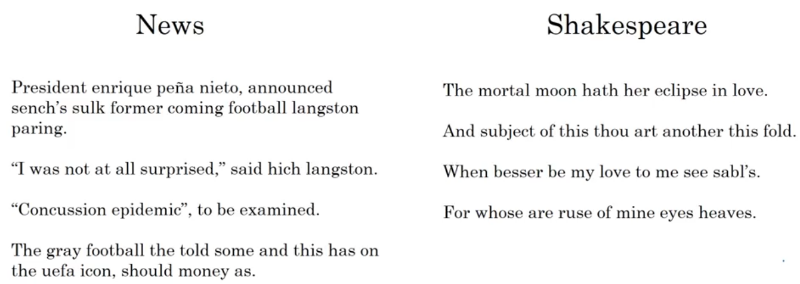 News
President enrique peña nieto, announced
sench's sulk former coming football langston
paring.
“I was not at all surprised,” said hich langston.
“Concussion epidemic”, to be examined.
The gray football the told some and this has on
the uefa icon, should money as.
Shakespeare
The mortal moon hath her eclipse in love.
And subject of this thou art another this fold.
When besser be my love to me see sabl's.
For whose are ruse of mine eyes heaves.